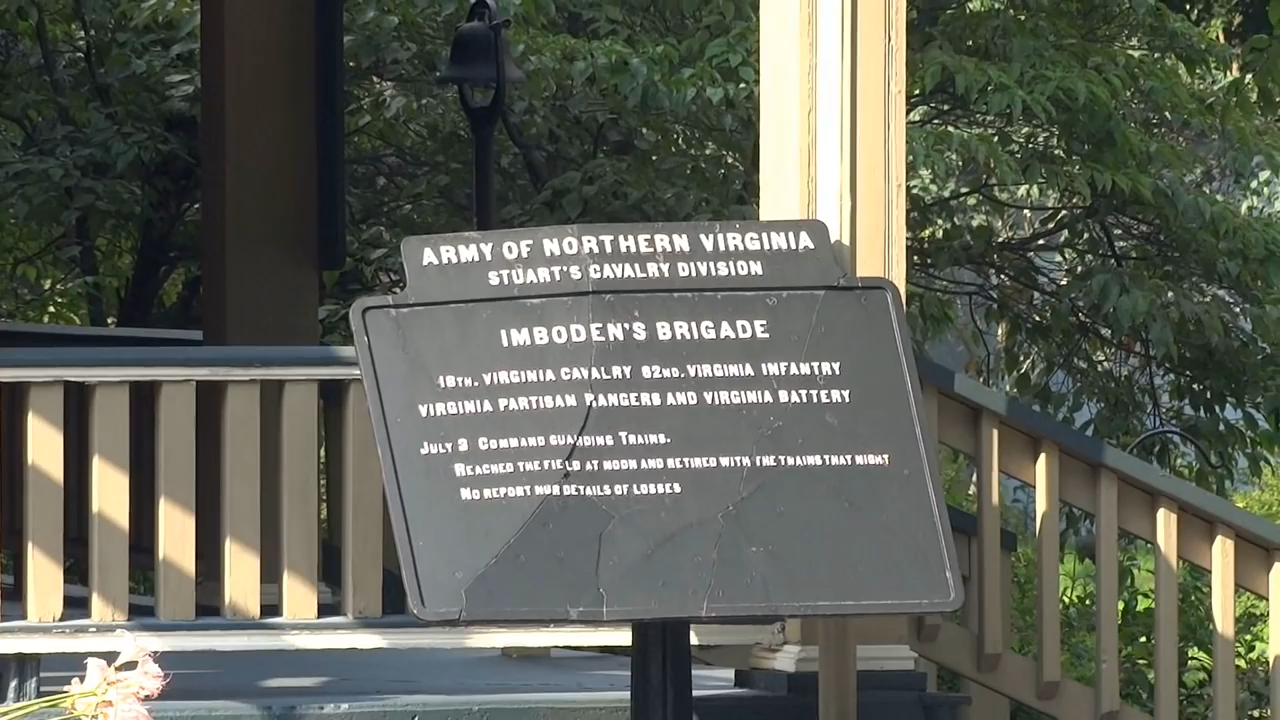 ARMY OF NORTHERN VIRGINIA
STUART'S CAVALRY DIVISION
IMBODEN'S BRIGADE
18TH. VIRGINIA CAVALRY 62ND. VIRGINIA INFANTRY
VIRGINIA PARTISAN RANGERS AND VIRGINIA BATTERY
JULY 3 COMMAND GUARDING TRAINS.
REACHED THE FIELD AT NOON AND RETIRED WITH THE TRAINS THAT NIGHT
NO REPORT NOR DETAILS OF LOSSES